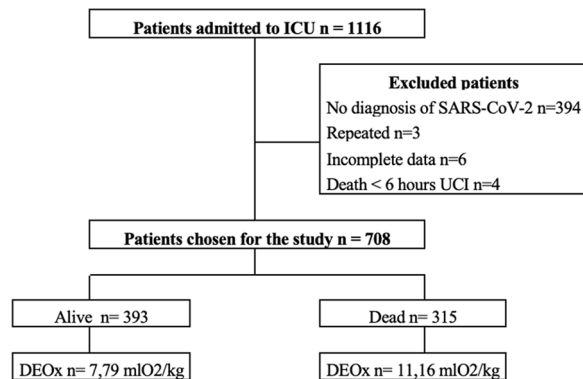 Patients admitted to ICU n = 1116
Excluded patients
No diagnosis of SARS-CoV-2 n=394
Repeated n=3
Incomplete data n=6
Death < 6 hours UCI n=4
Patients chosen for the study n = 708
Alive n= 393
Dead n= 315
DEOx n= 7,79 mlO2/kg
DEOx n= 11,16 mlO2/kg